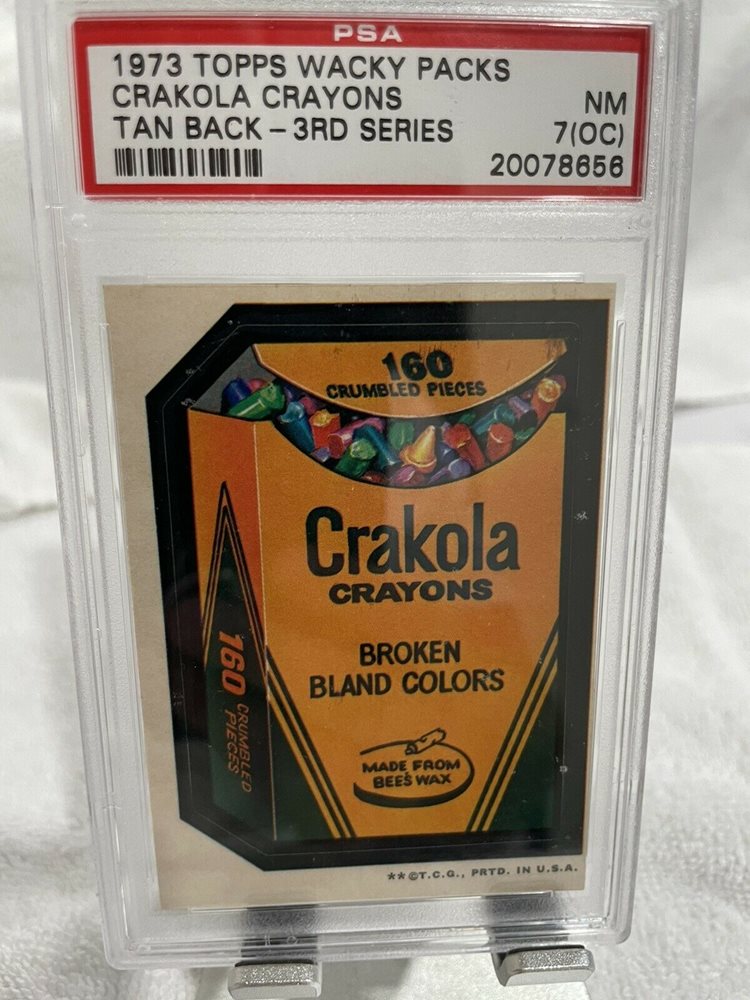 PSA
1973 TOPPS WACKY PACKS
CRAKOLA CRAYONS NM
TAN BACK – 3RD SERIES 7(OC)
20078656
160
CRUMBLED PIECES
Crakola
CRAYONS
BROKEN
BLAND COLORS
160 CRUMBLED
PIECES
MADE FROM
BEE'S WAX
**©T.C.G., PRTD. IN U.S.A.